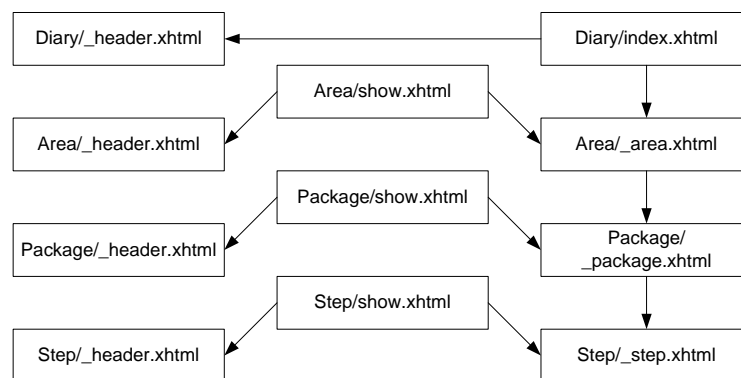 Diary/_header.xhtml
Diary/index.xhtml
Area/show.xhtml
Area/_header.xhtml
Area/_area.xhtml
Package/show.xhtml
Package/_header.xhtml
Package/
_package.xhtml
Step/show.xhtml
Step/_header.xhtml
Step/_step.xhtml